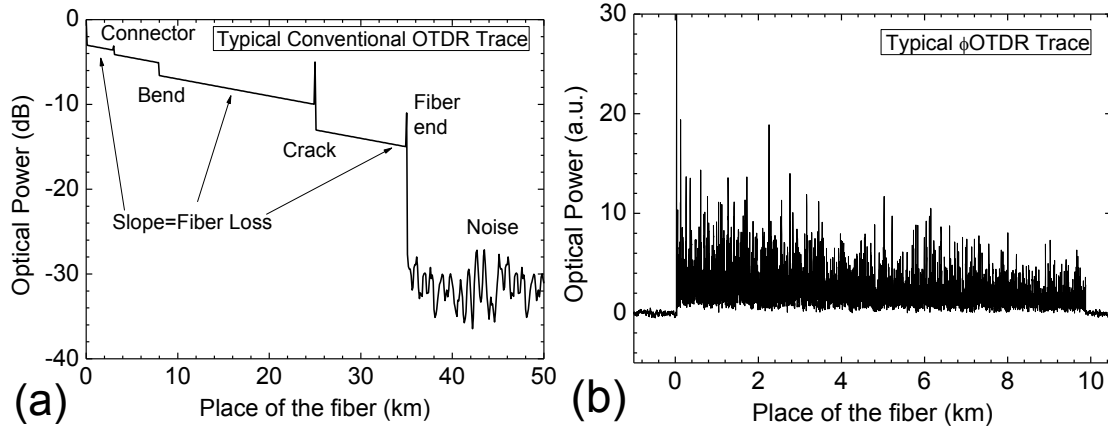 Typical Conventional OTDR Trace
Connector
Bend
Crack
Fiber
end
Slope=Fiber Loss
Noise
Optical Power (dB)
0
-10
-20
-30
-40
0
10
20
30
40
50
Place of the fiber (km)
(a)
Typical ϕOTDR Trace
Optical Power (a.u.)
30
20
10
0
0
2
4
6
8
10
Place of the fiber (km)
(b)